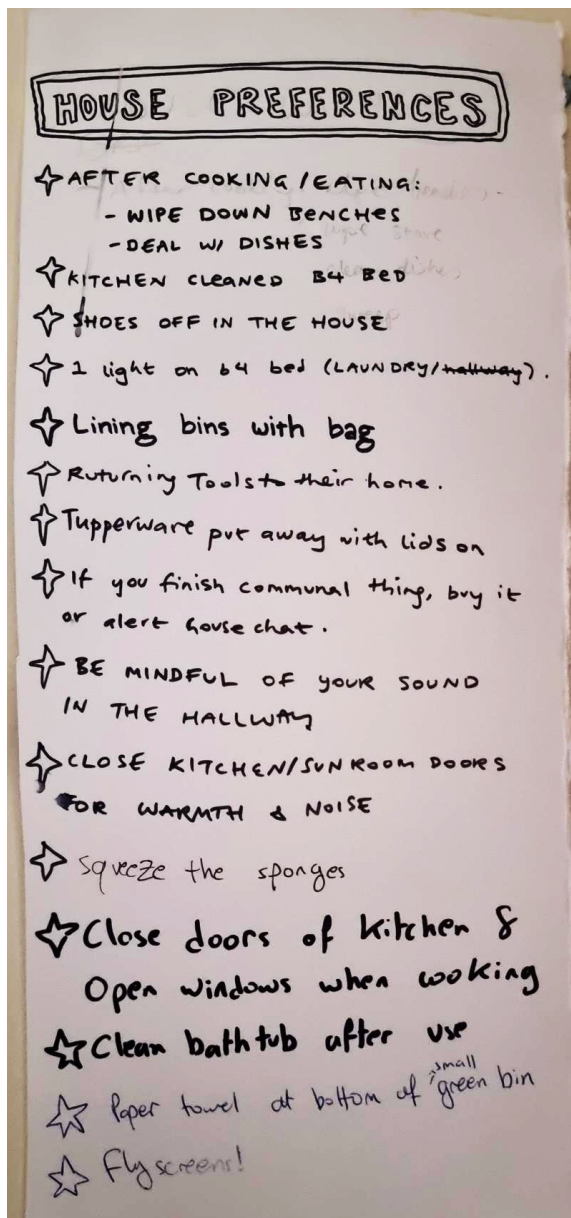 HOUSE PREFERENCES
AFTER COOKING/EATING:
- WIPE DOWN BENCHES
- DEAL W/ DISHES
KITCHEN CLEANED B4 BED
SHOES OFF IN THE HOUSE
1 light on b4 bed (LAUNDRY/hallway).
Lining bins with bag
Ruturning Tools to their home.
Tupperware put away with lids on
If you finish communal thing, buy it
or alert house chat.
BE MINDFUL OF YOUR SOUND
IN THE HALLWAY
CLOSE KITCHEN/SUNROOM DOORS
FOR WARMTH & NOISE
Squeeze the sponges
Close doors of kitchen &
Open windows when cooking
Clean bathtub after use
Paper towel at bottom of small green bin
Fly screens!